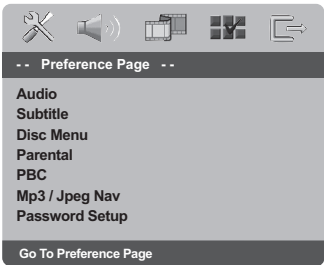 - - Preference Page - -
Audio
Subtitle
Disc Menu
Parental
PBC
Mp3 / Jpeg Nav
Password Setup
Go To Preference Page